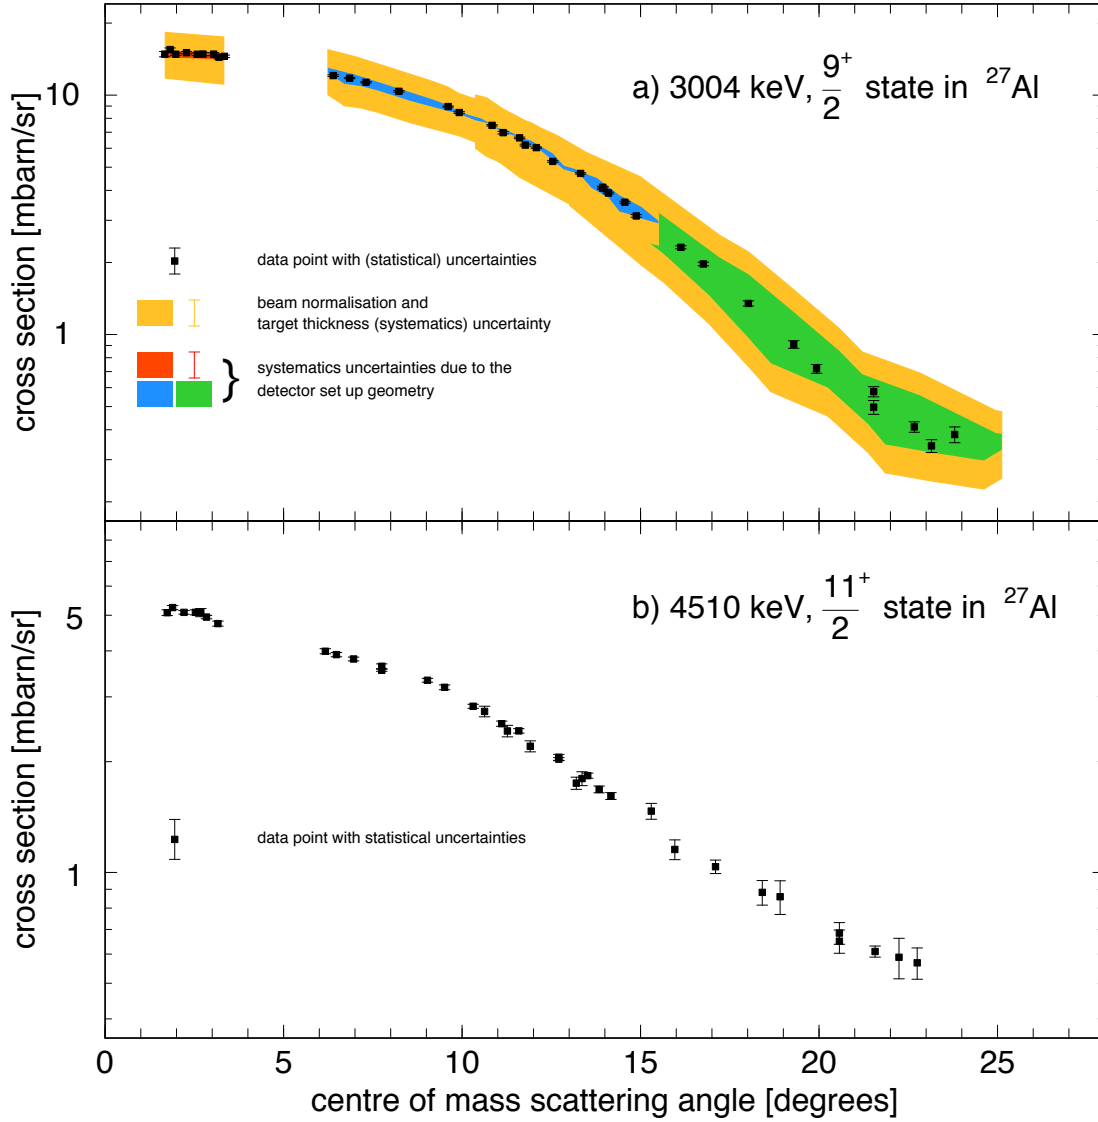 10
1
cross section [mbarn/sr]
a) 3004 keV, 9/2+ state in 27Al
data point with (statistical) uncertainties
beam normalisation and
target thickness (systematics) uncertainty
systematics uncertainties due to the
detector set up geometry
}
5
1
cross section [mbarn/sr]
b) 4510 keV, 11/2+ state in 27Al
data point with statistical uncertainties
0 5 10 15 20 25
centre of mass scattering angle [degrees]